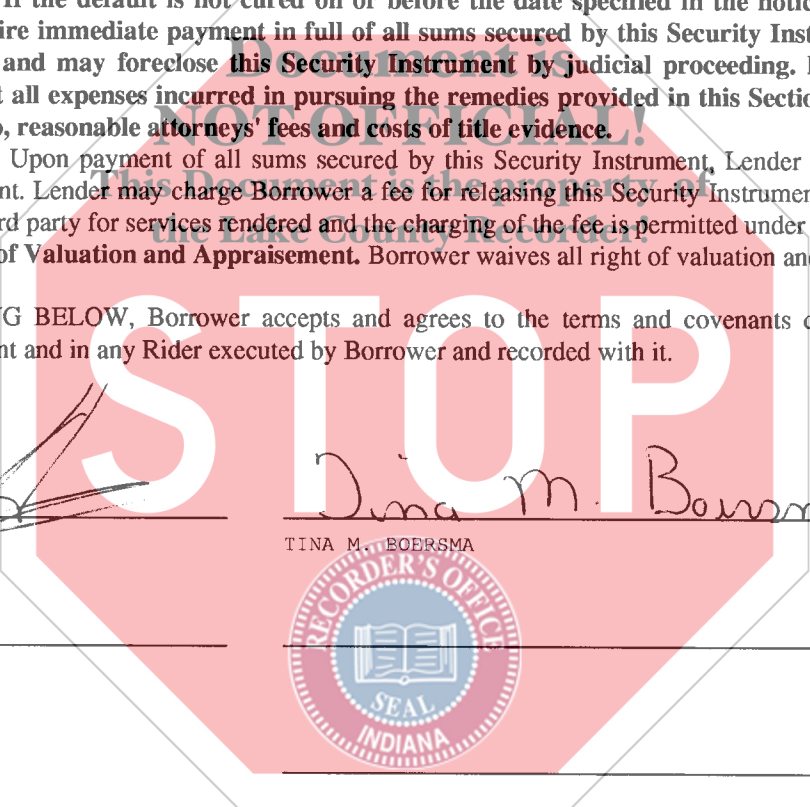 If the default is not cured on or before the date specified in the notic
ire immediate payment in full of all sums secured by this Security Inst
and may foreclose this Security Instrument by judicial proceeding.
t all expenses incurred in pursuing the remedies provided in this Sectio
o, reasonable attorneys' fees and costs of title evidence.
Upon payment of all sums secured by this Security Instrument, Lender
nt. Lender may charge Borrower a fee for releasing this Security Instrumen
rd party for services rendered and the charging of the fee is permitted under
of Valuation and Appraisement. Borrower waives all right of valuation and
Document is
NOT OFFICIAL!
This Document is the property of
the Lake County Recorder!
G BELOW, Borrower accepts and agrees to the terms and covenants c
nt and in any Rider executed by Borrower and recorded with it.
STOP
Tina M. Boersm
TINA M. BOERSMA
RECORDER'S OFFICE
SEAL
INDIANA